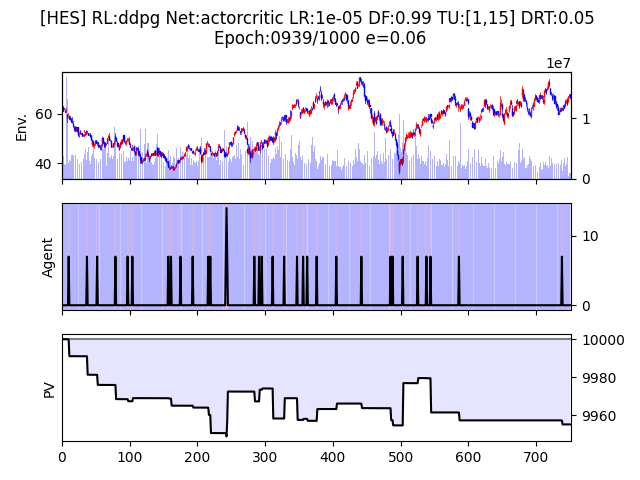 [HES] RL:ddpg Net:actorcritic LR:1e-05 DF:0.99 TU:[1,15] DRT:0.05
Epoch:0939/1000 e=0.06
1e7
Env.
60
40
1
0
Agent
10
0
PV
10000
9980
9960
0 100 200 300 400 500 600 700